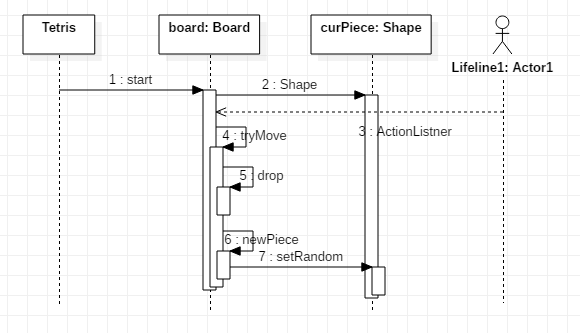 Tetris
board: Board
curPiece: Shape
Lifeline1: Actor1
1 : start
2 : Shape
3 : ActionListner
4 : tryMove
5 : drop
6 : newPiece
7 : setRandom